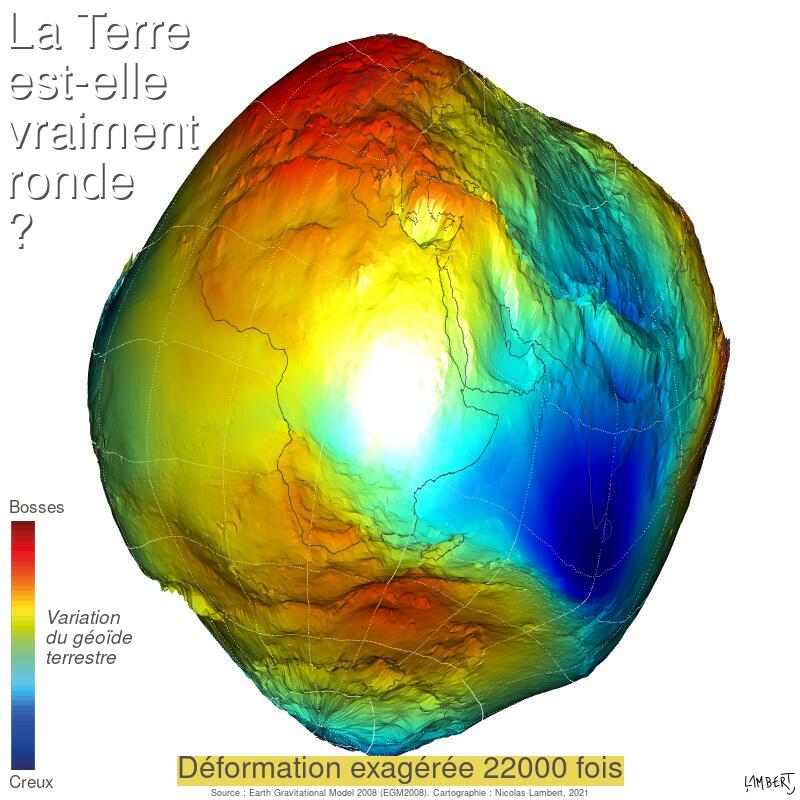 La Terre
est-elle
vraiment
ronde
?
Bosses
Variation
du géoïde
terrestre
Creux
Déformation exagérée 22000 fois
Source : Earth Gravitational Model 2008 (EGM2008). Cartographie : Nicolas Lambert, 2021
LAMBERT